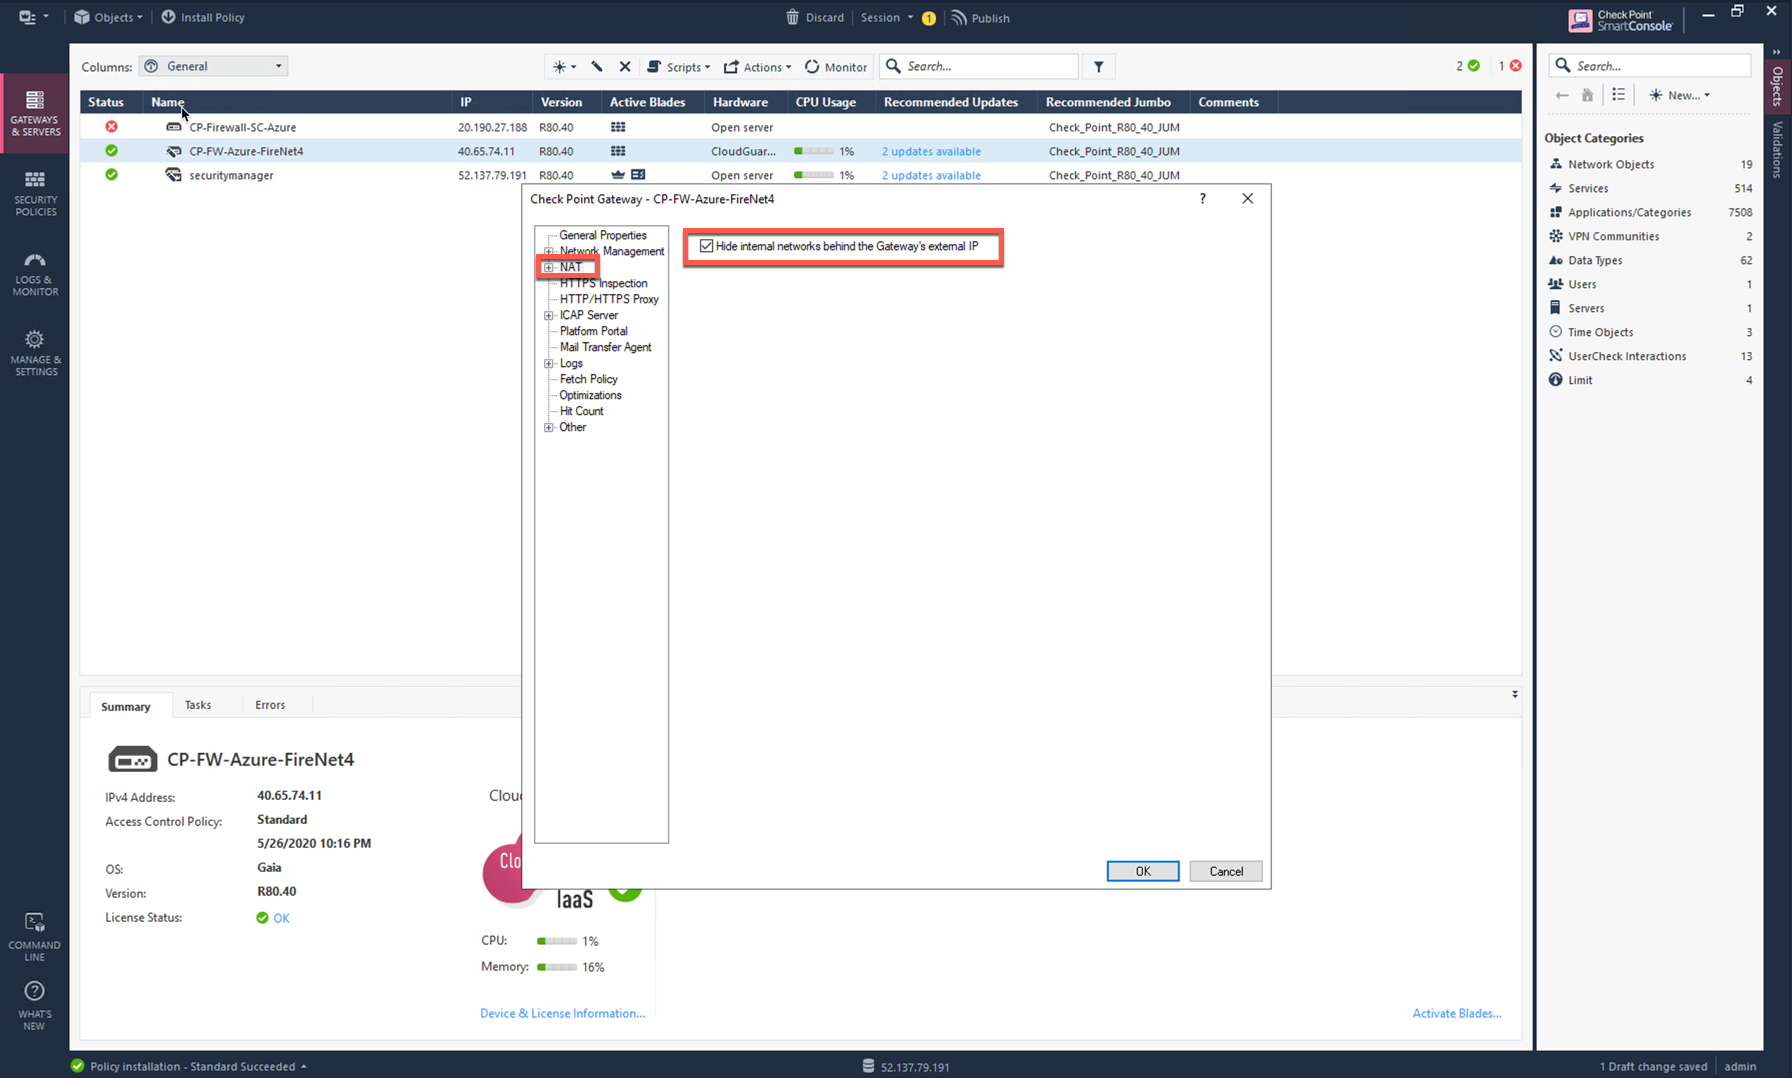 Objects
Install Policy
Discard
Session
1
Publish
Check Point
SmartConsole
Columns:
General
Scripts
Actions
Monitor
Search...
2
1
Status
Name
IP
Version
Active Blades
Hardware
CPU Usage
Recommended Updates
Recommended Jumbo
Comments
CP-Firewall-SC-Azure
20.190.27.188
R80.40
Open server
Check_Point_R80_40_JUM
CP-FW-Azure-FireNet4
40.65.74.11
R80.40
CloudGuar...
1%
2 updates available
Check_Point_R80_40_JUM
securitymanager
52.137.79.191
R80.40
Open server
1%
2 updates available
Check_Point_R80_40_JUM
GATEWAYS
& SERVERS
SECURITY
POLICIES
LOGS &
MONITOR
MANAGE &
SETTINGS
COMMAND
LINE
WHAT'S
NEW
Check Point Gateway - CP-FW-Azure-FireNet4
?
General Properties
Network Management
NAT
HTTPS Inspection
HTTP/HTTPS Proxy
ICAP Server
Platform Portal
Mail Transfer Agent
Logs
Fetch Policy
Optimizations
Hit Count
Other
Hide internal networks behind the Gateway's external IP
OK
Cancel
Summary
Tasks
Errors
CP-FW-Azure-FireNet4
IPv4 Address:
40.65.74.11
Access Control Policy:
Standard
5/26/2020 10:16 PM
OS:
Gaia
Version:
R80.40
License Status:
OK
Clou
Clo
IaaS
CPU:
1%
Memory:
16%
Device & License Information...
Activate Blades...
Search...
New...
Object Categories
Network Objects
19
Services
514
Applications/Categories
7508
VPN Communities
2
Data Types
62
Users
1
Servers
1
Time Objects
3
UserCheck Interactions
13
Limit
4
Objects
Validations
Policy installation - Standard Succeeded
52.137.79.191
1 Draft change saved
admin